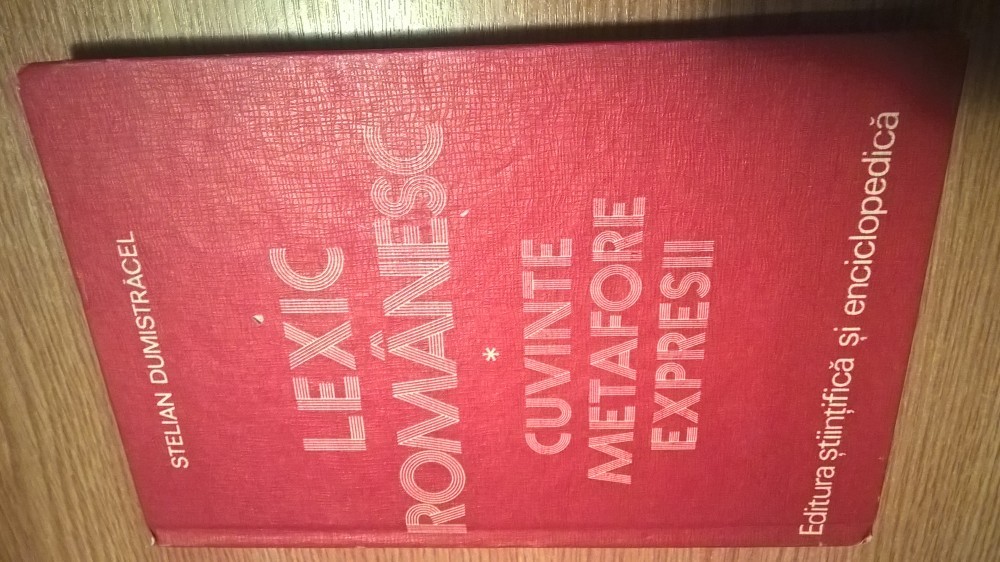 STELIAN DUMISTRĂCEL
LEXIC
ROMÂNESC
*
CUVINTE
METAFORE
EXPRESII
Editura științifică și enciclopedică